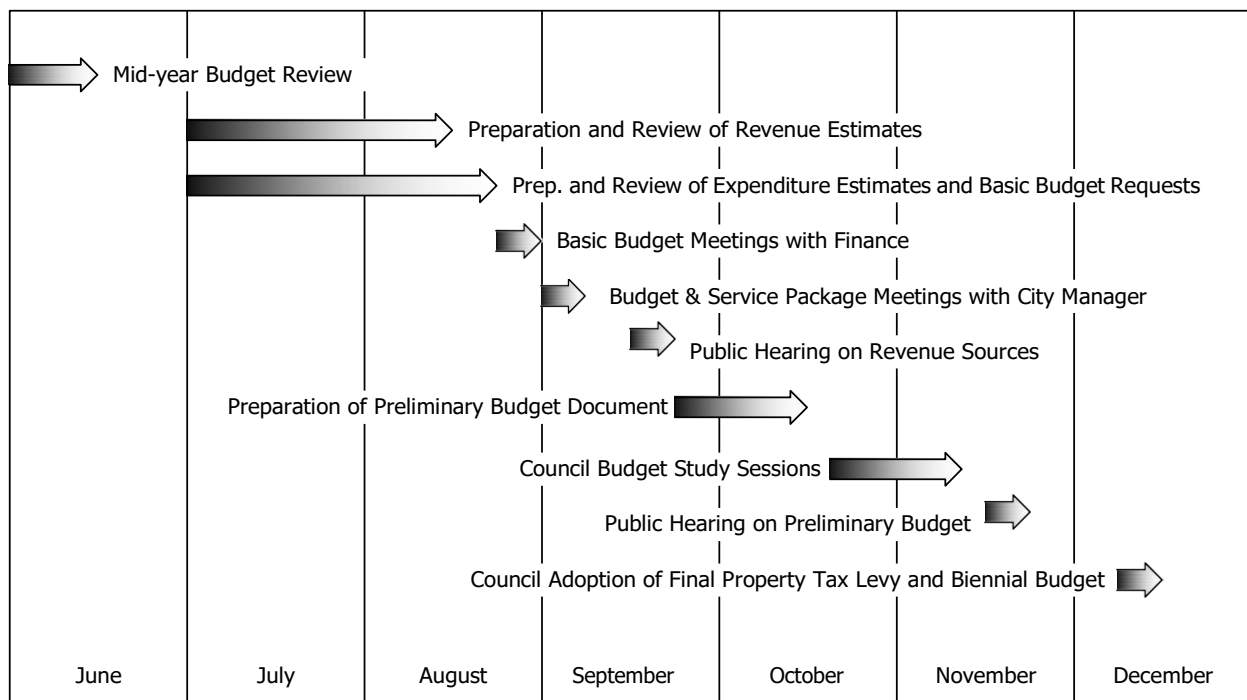 Mid-year Budget Review
Preparation and Review of Revenue Estimates
Prep. and Review of Expenditure Estimates and Basic Budget Requests
Basic Budget Meetings with Finance
Budget & Service Package Meetings with City Manager
Public Hearing on Revenue Sources
Preparation of Preliminary Budget Document
Council Budget Study Sessions
Public Hearing on Preliminary Budget
Council Adoption of Final Property Tax Levy and Biennial Budget
June July August September October November December